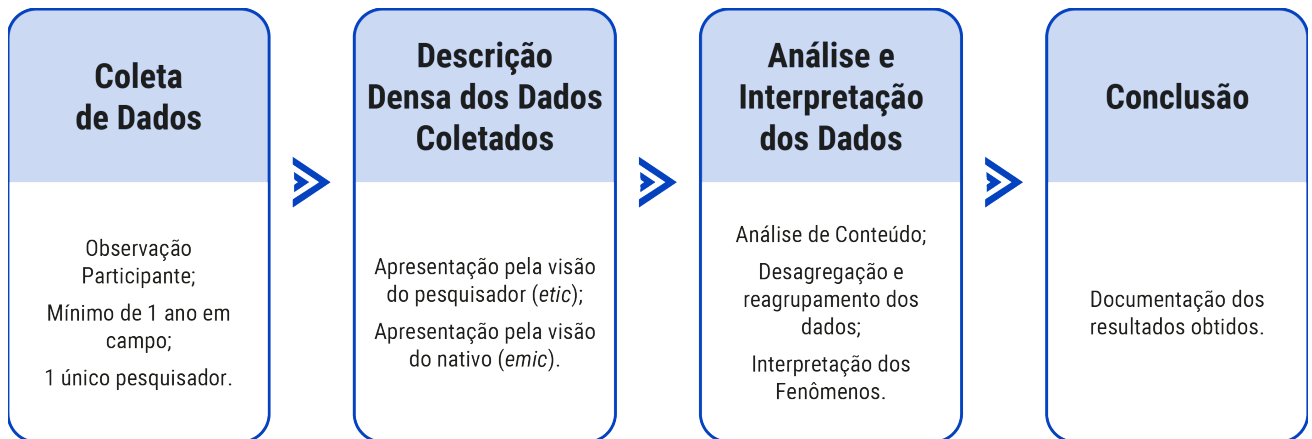 Coleta
de Dados
Observação
Participante;
Mínimo de 1 ano em
campo;
1 único pesquisador.
Descrição
Densa dos Dados
Coletados
Apresentação pela visão
do pesquisador (etic);
Apresentação pela visão
do nativo (emic).
Análise e
Interpretação
dos Dados
Análise de Conteúdo;
Desagregação e
reagrupamento dos
dados;
Interpretação dos
Fenômenos.
Conclusão
Documentação dos
resultados obtidos.